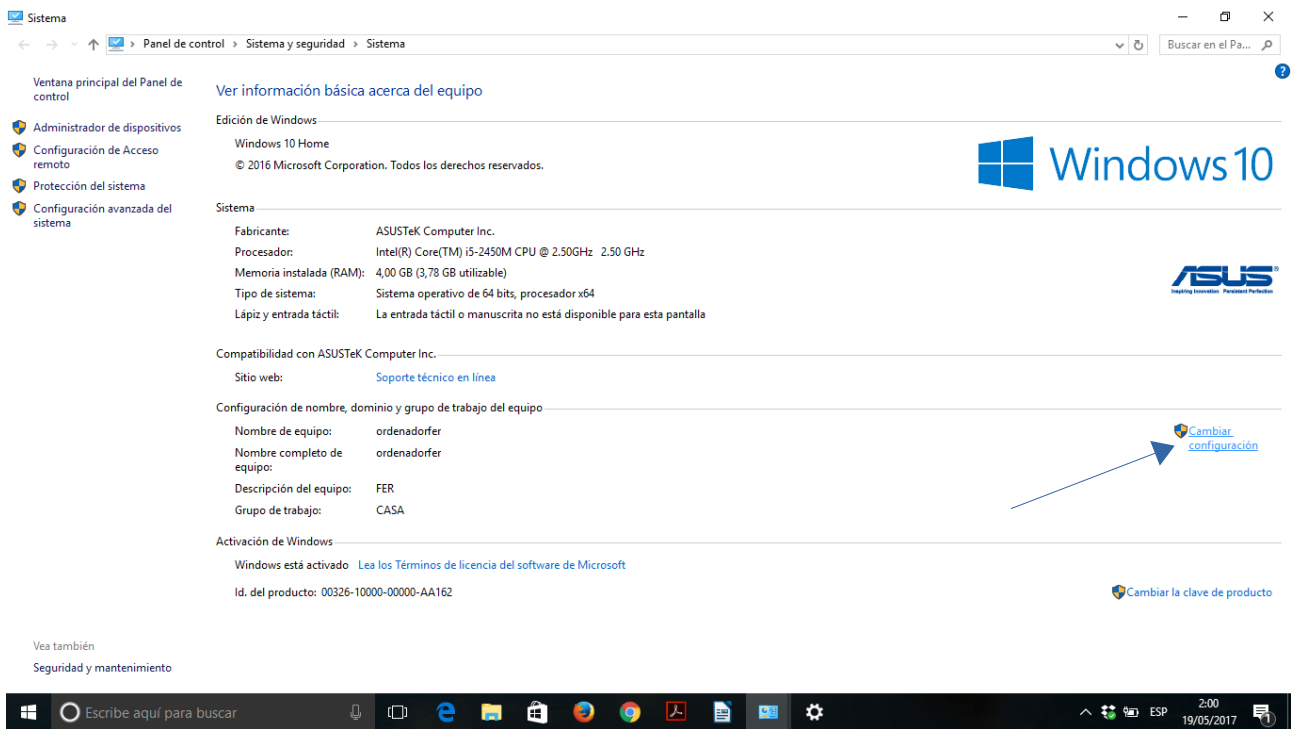 Sistema
Panel de control > Sistema y seguridad > Sistema
Buscar en el Pa...
Ventana principal del Panel de
control
Administrador de dispositivos
Configuración de Acceso
remoto
Protección del sistema
Configuración avanzada del
sistema
Ver información básica acerca del equipo
Edición de Windows
Windows 10 Home
© 2016 Microsoft Corporation. Todos los derechos reservados.
Windows 10
Sistema
Fabricante: ASUSTeK Computer Inc.
Procesador: Intel(R) Core(TM) i5-2450M CPU @ 2.50GHz 2.50 GHz
Memoria instalada (RAM): 4,00 GB (3,78 GB utilizable)
Tipo de sistema: Sistema operativo de 64 bits, procesador x64
Lápiz y entrada táctil: La entrada táctil o manuscrita no está disponible para esta pantalla
ASUS
Inspiring Innovation Persistent Perfection
Compatibilidad con ASUSTeK Computer Inc.
Sitio web: Soporte técnico en línea
Configuración de nombre, dominio y grupo de trabajo del equipo
Nombre de equipo: ordenadorfer
Nombre completo de ordenadorfer
equipo:
Descripción del equipo: FER
Grupo de trabajo: CASA
Cambiar
configuración
Activación de Windows
Windows está activado Lea los Términos de licencia del software de Microsoft
Id. del producto: 00326-10000-00000-AA162
Cambiar la clave de producto
Vea también
Seguridad y mantenimiento
Escribe aquí para buscar
ESP
2:00
19/05/2017
1